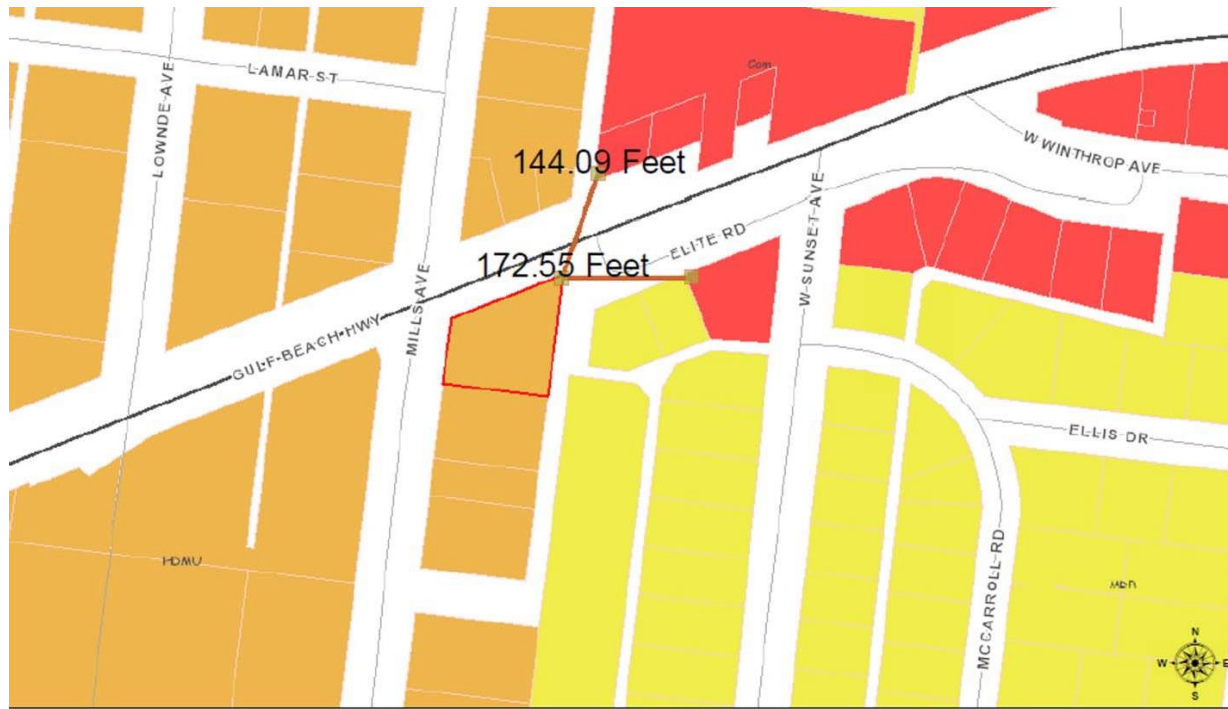 LAMAR ST
LOWNDE AVE
Com
W WINTHROP AVE
144.09 Feet
W SUNSET AVE
ELITE RD
172.55 Feet
MILLS AVE
GULF BEACH HWY
ELLIS DR
HDMU
MDR
MCCARROLL RD
N
W E
S